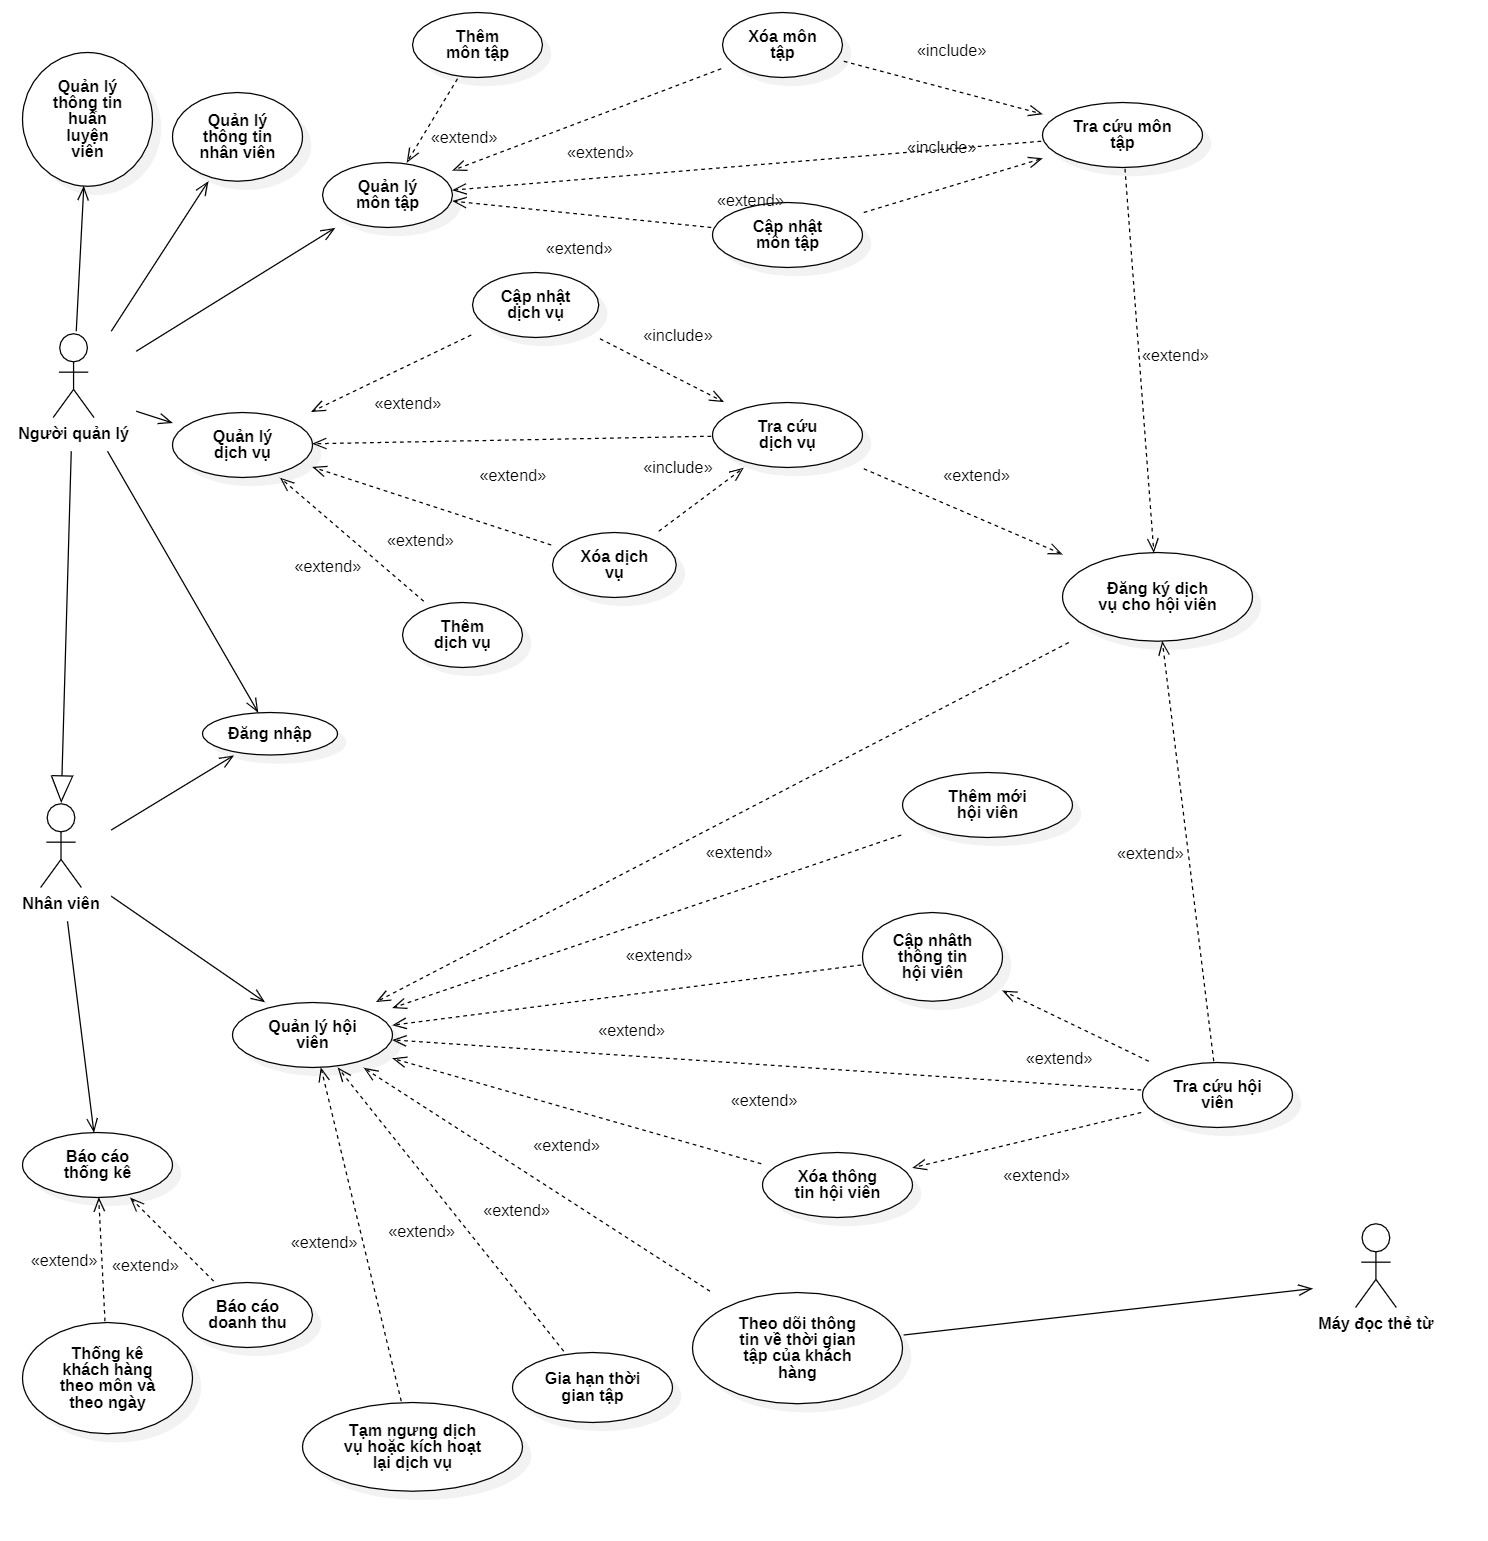 Thêm
môn tập
Xóa môn
tập
«include»
Quản lý
thông tin
huấn
luyện
viên
Quản lý
thông tin
nhân viên
«extend»
Tra cứu môn
tập
«extend»
«include»
Quản lý
môn tập
«extend»
Cập nhật
môn tập
«extend»
Cập nhật
dịch vụ
«include»
«extend»
«extend»
Người quản lý
Quản lý
dịch vụ
Tra cứu
dịch vụ
«extend»
«include»
«extend»
«extend»
«extend»
Xóa dịch
vụ
Đăng ký dịch
vụ cho hội viên
Thêm
dịch vụ
Đăng nhập
Thêm mới
hội viên
«extend»
«extend»
Nhân viên
Cập nhâth
thông tin
hội viên
«extend»
Quản lý hội
viên
«extend»
«extend»
Tra cứu hội
viên
«extend»
«extend»
Báo cáo
thống kê
Xóa thông
tin hội viên
«extend»
«extend»
«extend»
«extend»
«extend»
«extend»
Báo cáo
doanh thu
Theo dõi thông
tin về thời gian
tập của khách
hàng
Máy đọc thẻ từ
Thống kê
khách hàng
theo môn và
theo ngày
Gia hạn thời
gian tập
Tạm ngưng dịch
vụ hoặc kích hoạt
lại dịch vụ